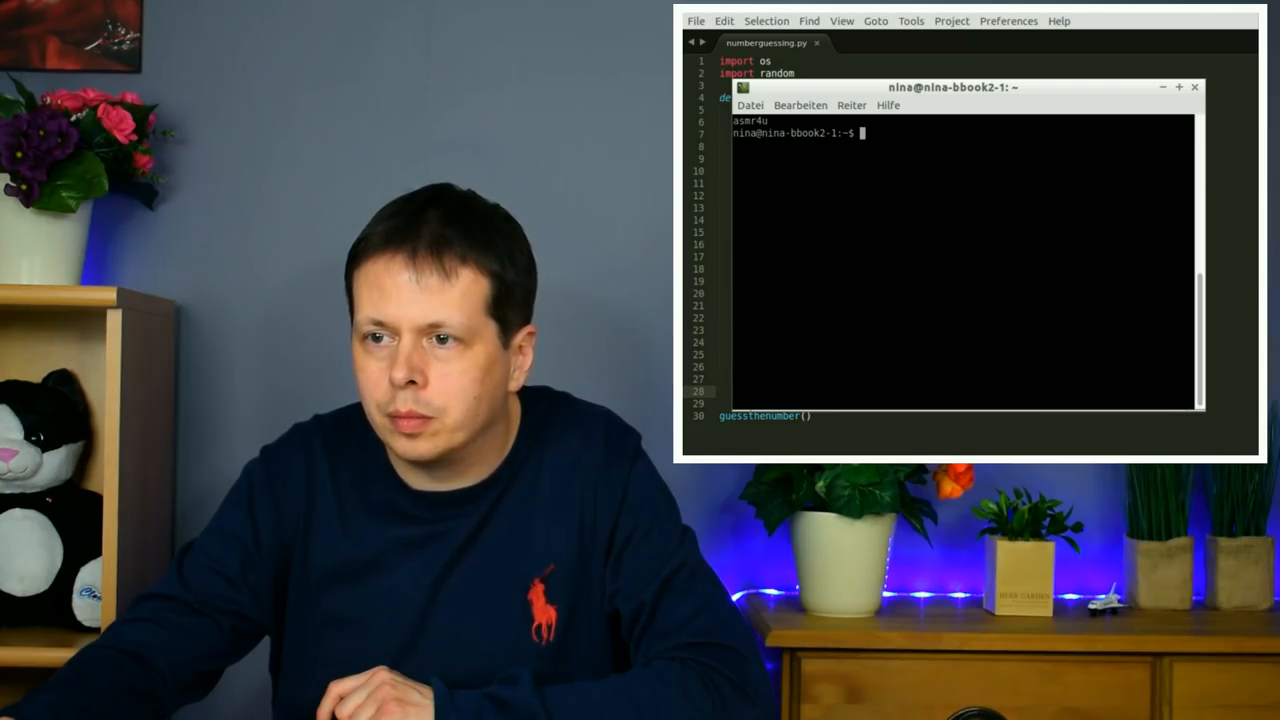 File Edit Selection Find View Goto Tools Project Preferences Help
numberguessing.py
1 import os
2 import random
3
4 de
5
6
7
8
9
10
11
12
13
14
15
16
17
18
19
20
21
22
23
24
25
26
27
28
29
30 guessthenumber()
nina@nina-bbook2-1: ~
Datei Bearbeiten Reiter Hilfe
asmr4u
nina@nina-bbook2-1:~$
HERB GARDEN